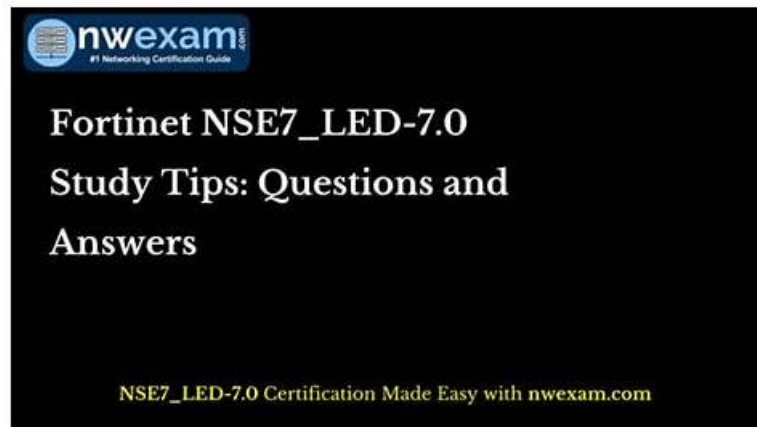 nwexam.com
#1 Networking Certification Guide
Fortinet NSE7_LED-7.0
Study Tips: Questions and
Answers
NSE7_LED-7.0 Certification Made Easy with nwexam.com